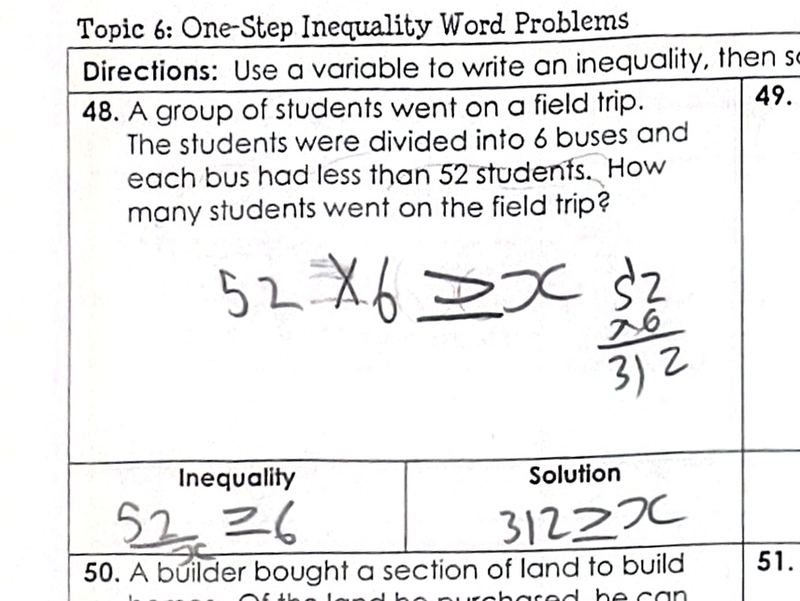 Topic 6: One-Step Inequality Word Problems
Directions: Use a variable to write an inequality, then
48. A group of students went on a field trip.
The students were divided into 6 buses and
each bus had less than 52 students. How
many students went on the field trip?
52 × 6 ≥ x
52
×6
312
49.
Inequality
52/x ≥ 6
Solution
312 ≥ x
50. A builder bought a section of land to build
51.